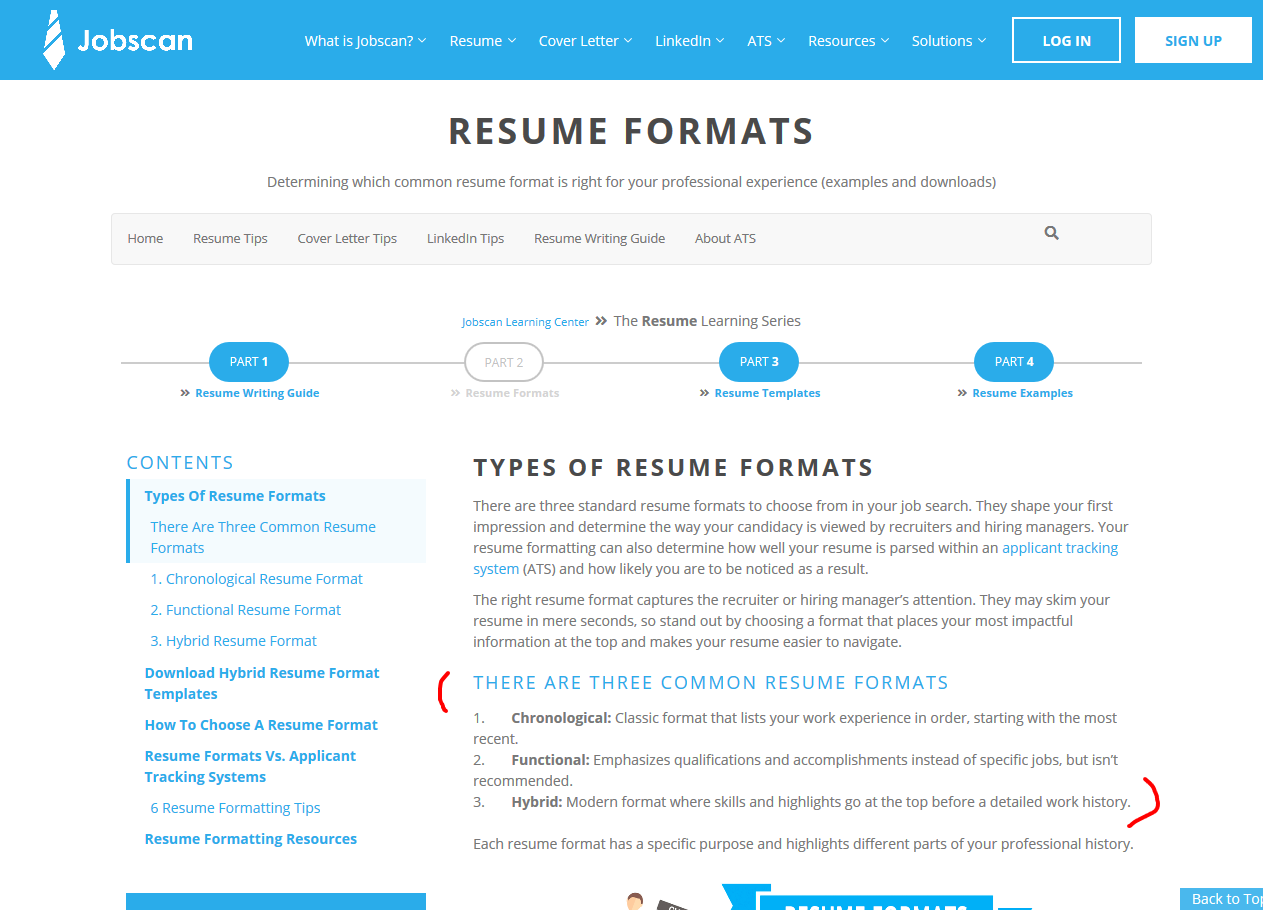 Jobscan
What is Jobscan? Resume Cover Letter LinkedIn ATS Resources Solutions LOG IN SIGN UP
RESUME FORMATS
Determining which common resume format is right for your professional experience (examples and downloads)
Home Resume Tips Cover Letter Tips LinkedIn Tips Resume Writing Guide About ATS
Jobscan Learning Center » The Resume Learning Series
PART 1 PART 2 PART 3 PART 4
» Resume Writing Guide » Resume Formats » Resume Templates » Resume Examples
CONTENTS
Types Of Resume Formats
There Are Three Common Resume
Formats
1. Chronological Resume Format
2. Functional Resume Format
3. Hybrid Resume Format
Download Hybrid Resume Format
Templates
How To Choose A Resume Format
Resume Formats Vs. Applicant
Tracking Systems
6 Resume Formatting Tips
Resume Formatting Resources
TYPES OF RESUME FORMATS
There are three standard resume formats to choose from in your job search. They shape your first
impression and determine the way your candidacy is viewed by recruiters and hiring managers. Your
resume formatting can also determine how well your resume is parsed within an applicant tracking
system (ATS) and how likely you are to be noticed as a result.
The right resume format captures the recruiter or hiring manager’s attention. They may skim your
resume in mere seconds, so stand out by choosing a format that places your most impactful
information at the top and makes your resume easier to navigate.
THERE ARE THREE COMMON RESUME FORMATS
1. Chronological: Classic format that lists your work experience in order, starting with the most
recent.
2. Functional: Emphasizes qualifications and accomplishments instead of specific jobs, but isn’t
recommended.
3. Hybrid: Modern format where skills and highlights go at the top before a detailed work history.
Each resume format has a specific purpose and highlights different parts of your professional history.
RESUME FORMATS
Back to Top